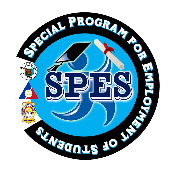 SPECIAL PROGRAM FOR EMPLOYMENT OF STUDENTS
SPES